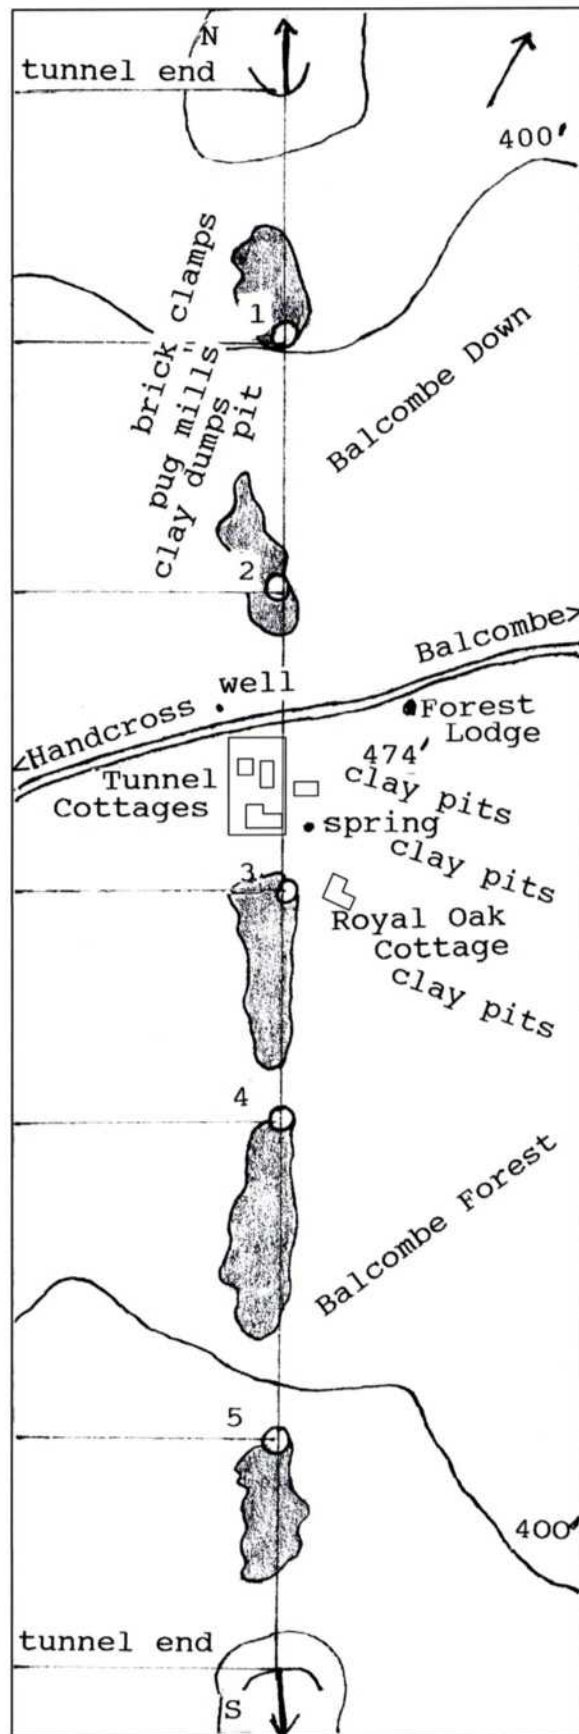 N
tunnel end
400'
1
brick clamps
pug mills
clay dumps
pit
Balcombe Down
2
Balcombe>
well
<Handcross
Forest
Lodge
474'
Tunnel
Cottages
clay pits
spring
clay pits
3
Royal Oak
Cottage
clay pits
4
Balcombe Forest
5
400'
tunnel end
S